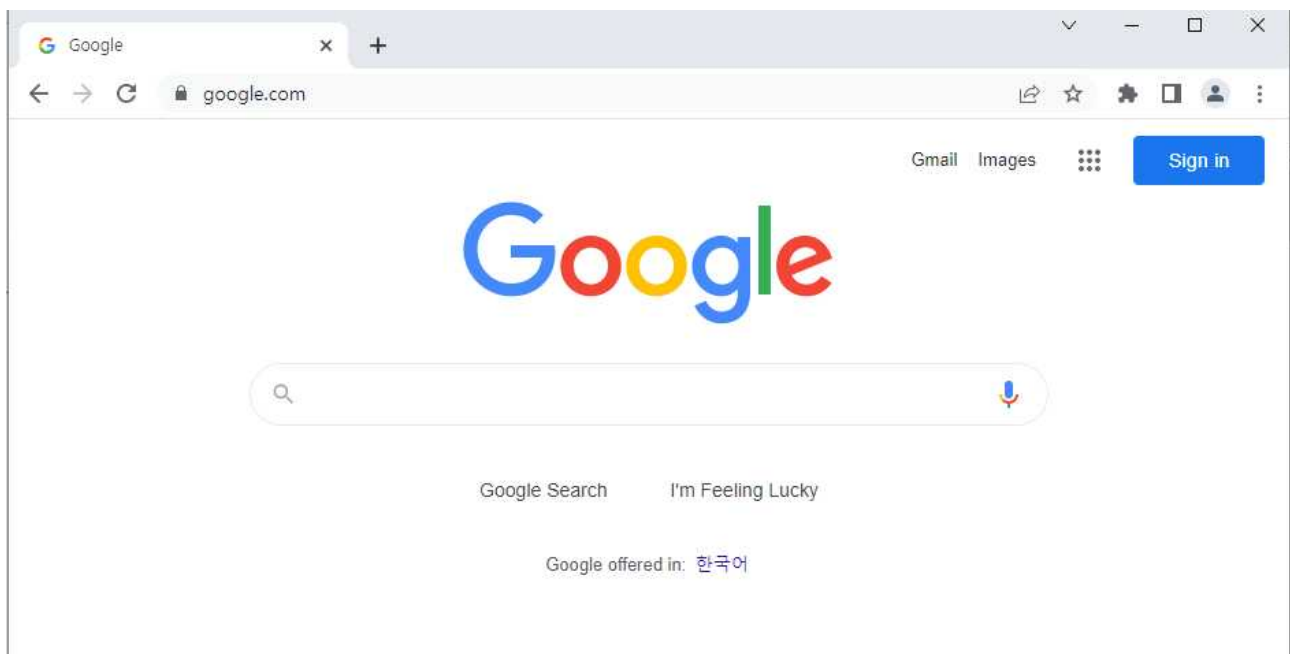 Google
google.com
Gmail Images Sign in
Google
Google Search I'm Feeling Lucky
Google offered in: 한국어